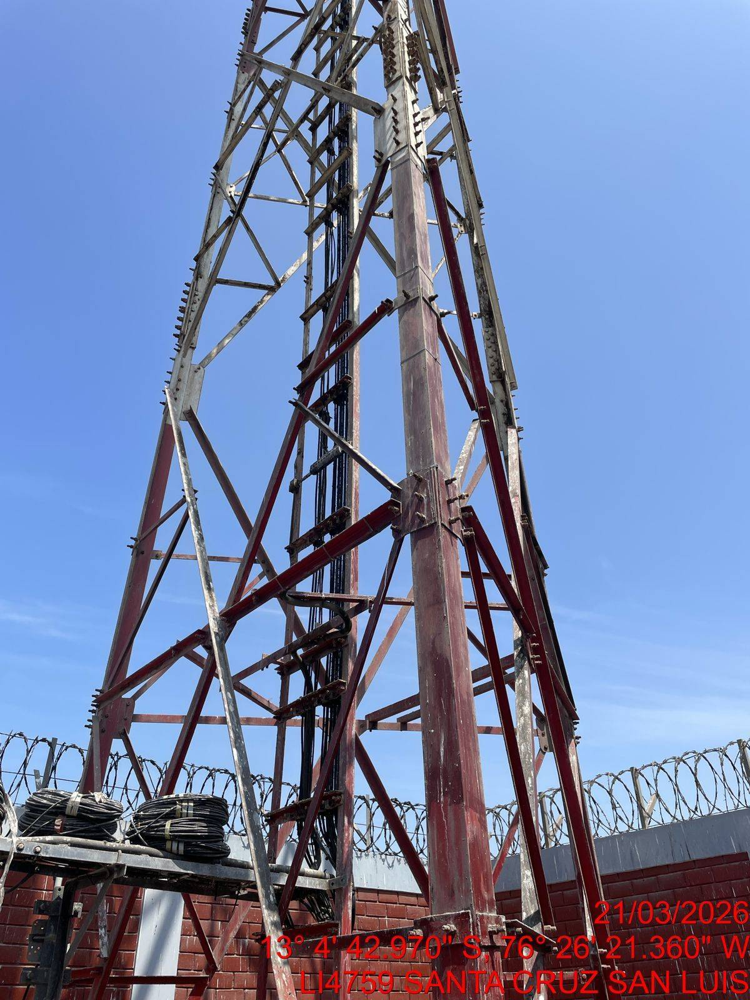 21/03/2026
13° 4' 42.970" S, 76° 26' 21.360" W
LI4759 SANTA CRUZ SAN LUIS